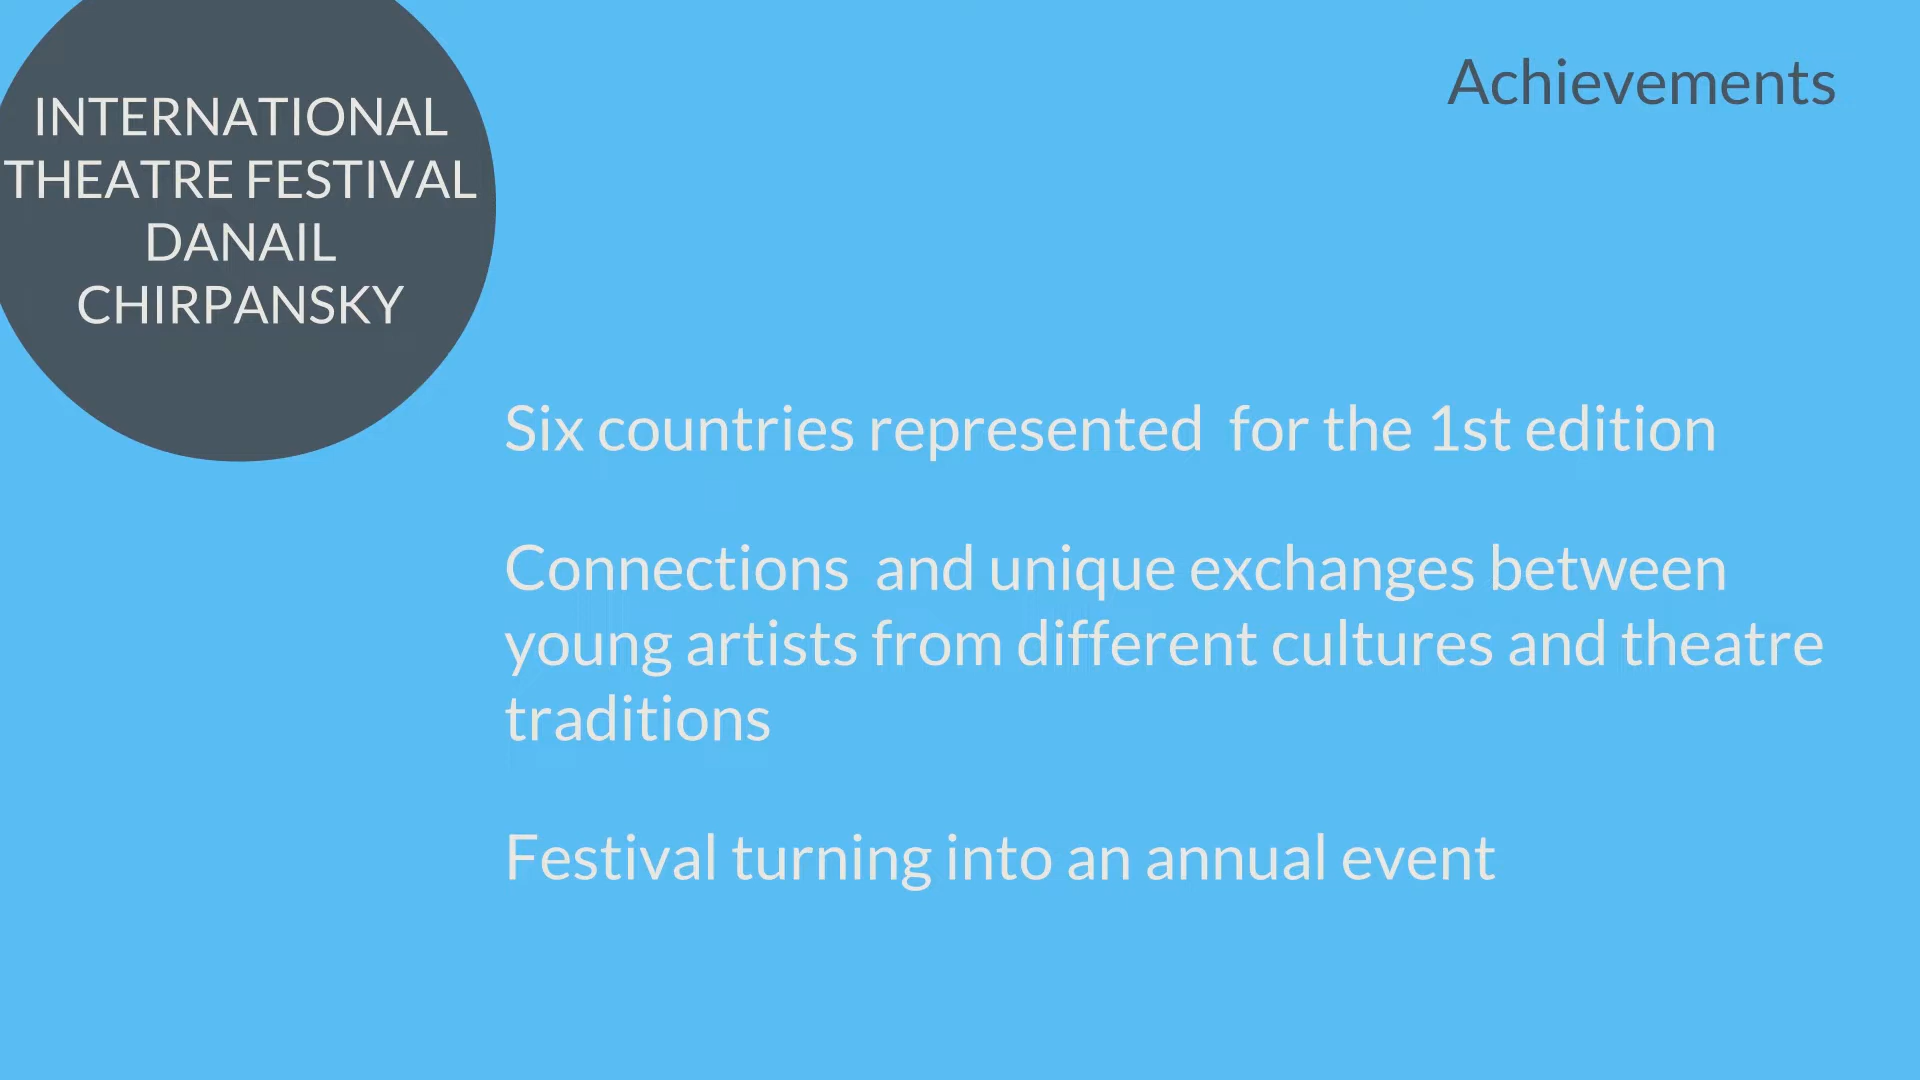 INTERNATIONAL
THEATRE FESTIVAL
DANAIL
CHIRPANSKY
Achievements
Six countries represented  for the 1st edition
Connections  and unique exchanges between
young artists from different cultures and theatre
traditions
Festival turning into an annual event